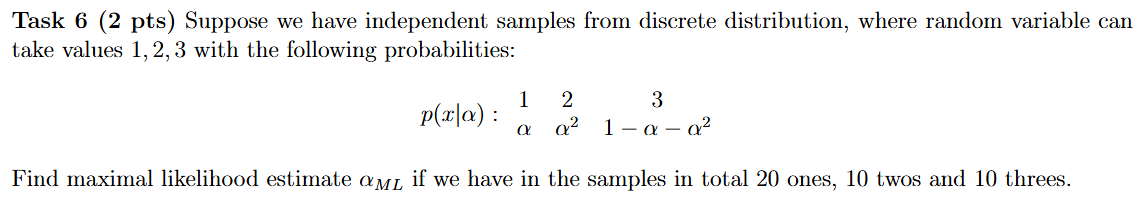 Task 6 (2 pts) Suppose we have independent samples from discrete distribution, where random variable can
take values 1, 2, 3 with the following probabilities:
1 2 3
p(x|α) :
α α² 1 − α − α²
Find maximal likelihood estimate α_ML if we have in the samples in total 20 ones, 10 twos and 10 threes.